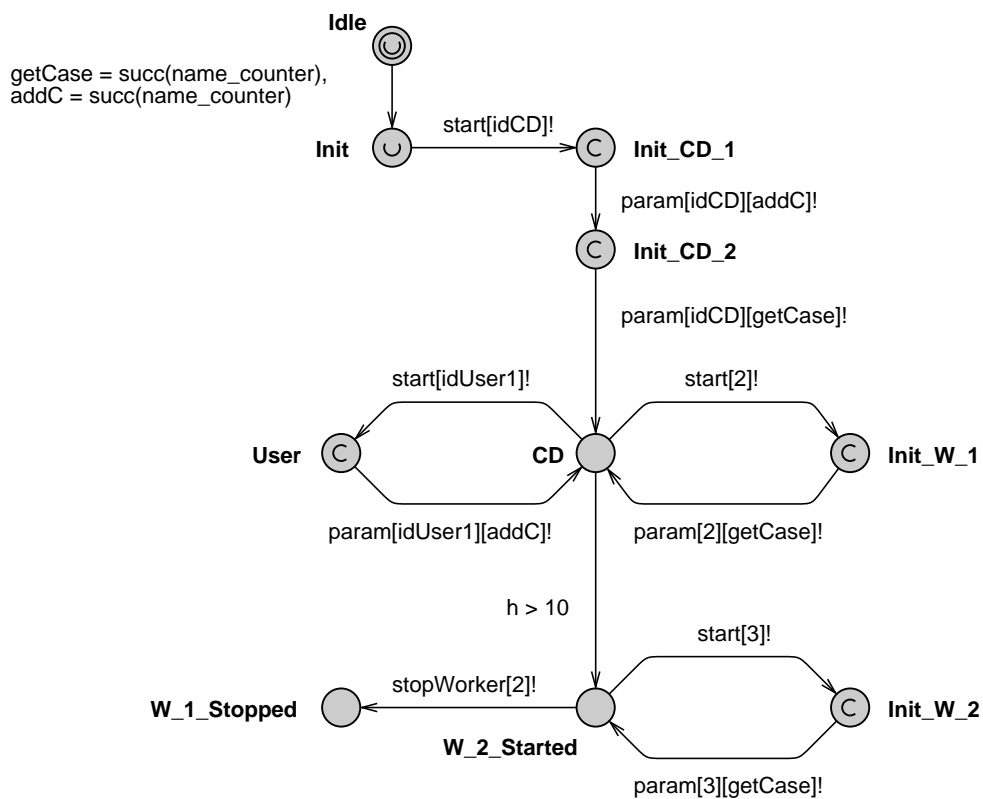 Idle
getCase = succ(name_counter),
addC = succ(name_counter)
start[idCD]!
Init
C
Init_CD_1
param[idCD][addC]!
C
Init_CD_2
param[idCD][getCase]!
start[idUser1]!
start[2]!
User
C
CD
C
Init_W_1
param[idUser1][addC]!
param[2][getCase]!
h > 10
start[3]!
stopWorker[2]!
W_1_Stopped
C
Init_W_2
W_2_Started
param[3][getCase]!